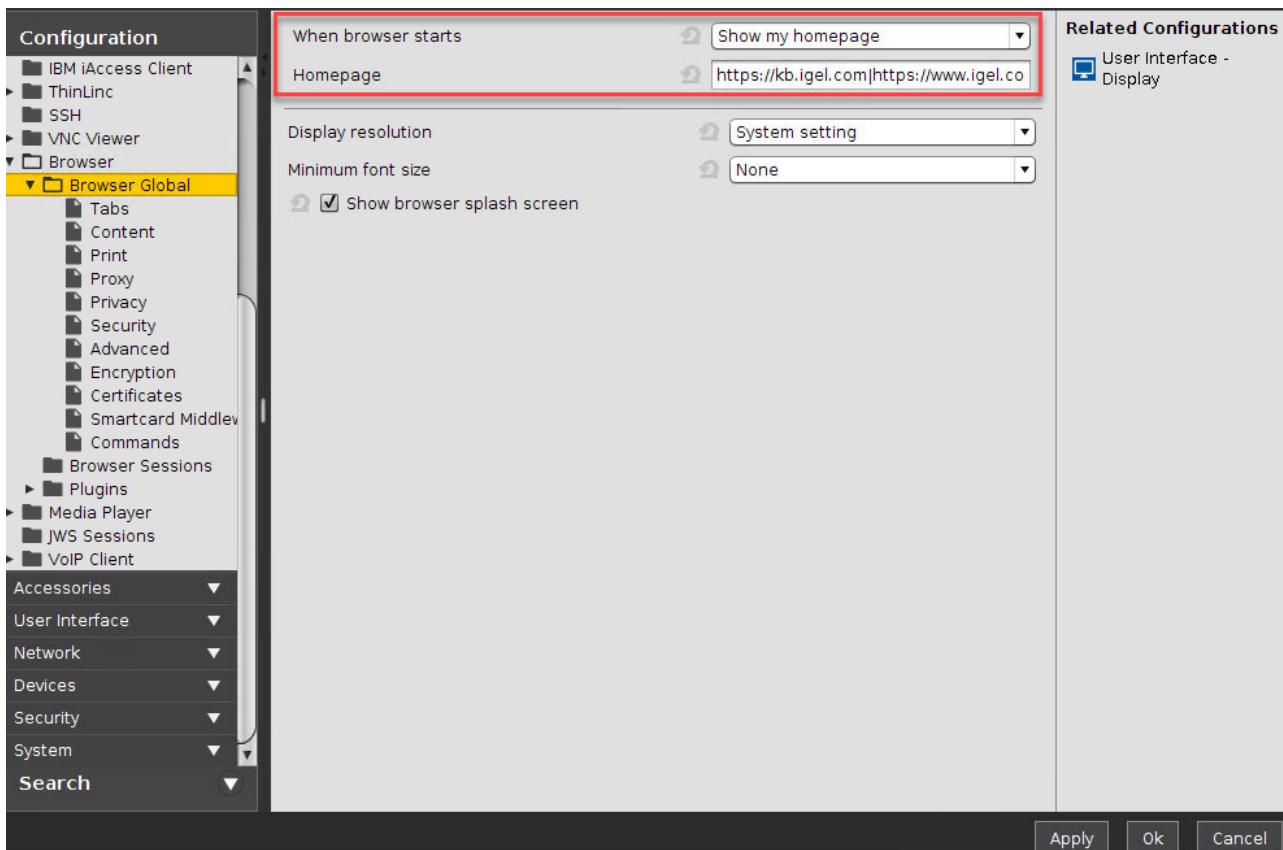 Configuration
IBM iAccess Client
ThinLinc
SSH
VNC Viewer
Browser
Browser Global
Tabs
Content
Print
Proxy
Privacy
Security
Advanced
Encryption
Certificates
Smartcard Middlew
Commands
Browser Sessions
Plugins
Media Player
JWS Sessions
VoIP Client
Accessories
User Interface
Network
Devices
Security
System
Search
When browser starts
Show my homepage
Homepage
https://kb.igel.com|https://www.igel.co
Display resolution
System setting
Minimum font size
None
Show browser splash screen
Related Configurations
User Interface -
Display
Apply
Ok
Cancel